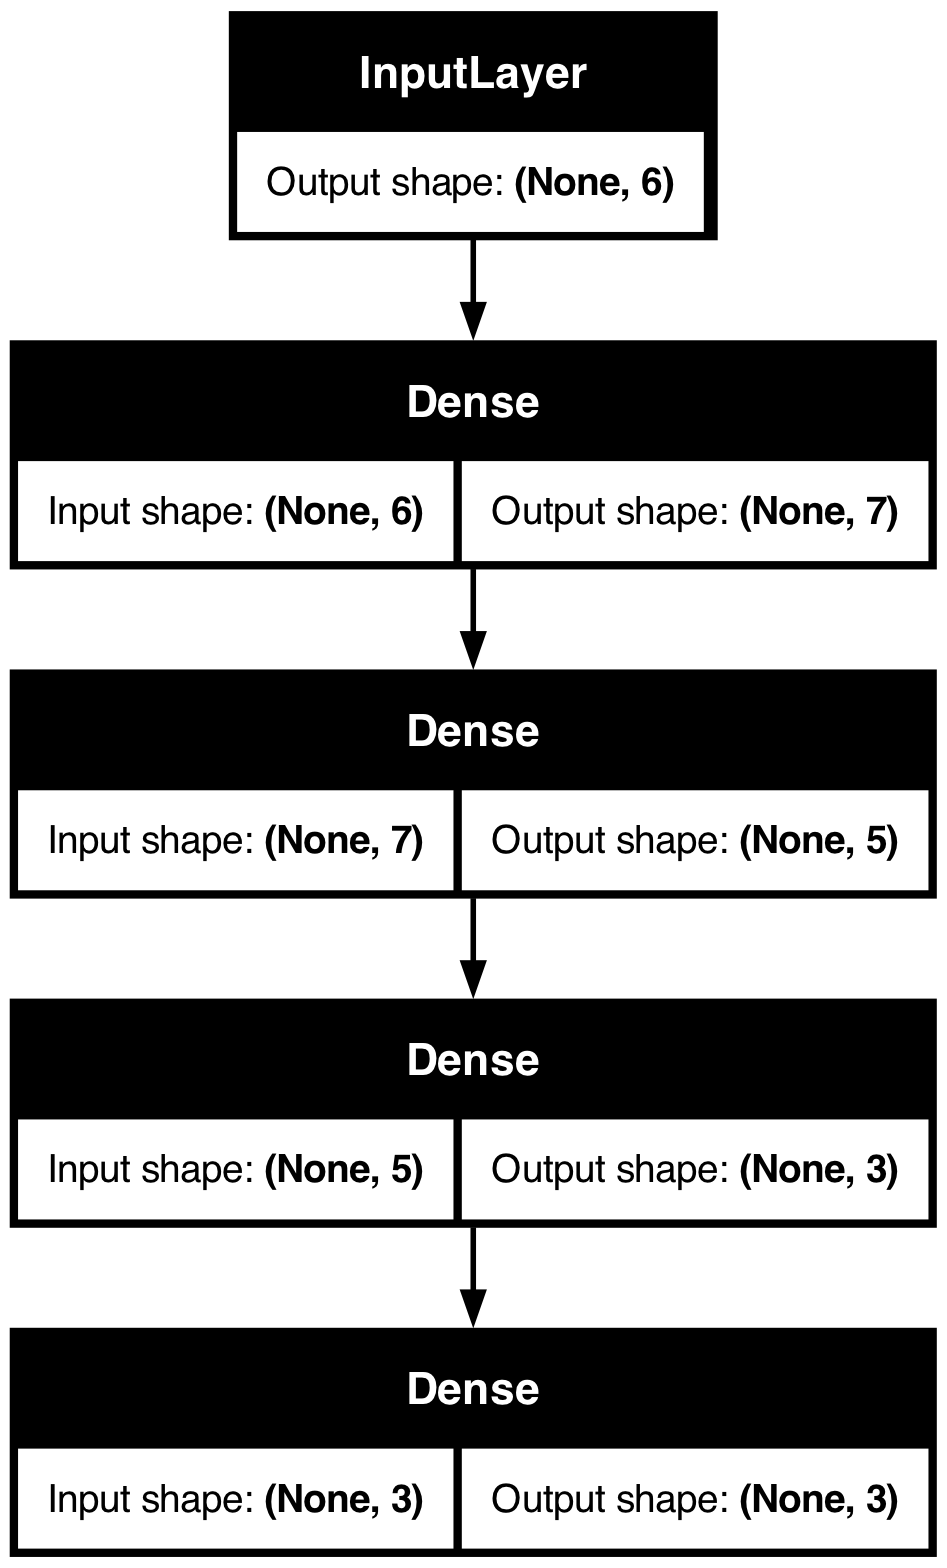 InputLayer
Output shape: (None, 6)
Dense
Input shape: (None, 6) Output shape: (None, 7)
Dense
Input shape: (None, 7) Output shape: (None, 5)
Dense
Input shape: (None, 5) Output shape: (None, 3)
Dense
Input shape: (None, 3) Output shape: (None, 3)